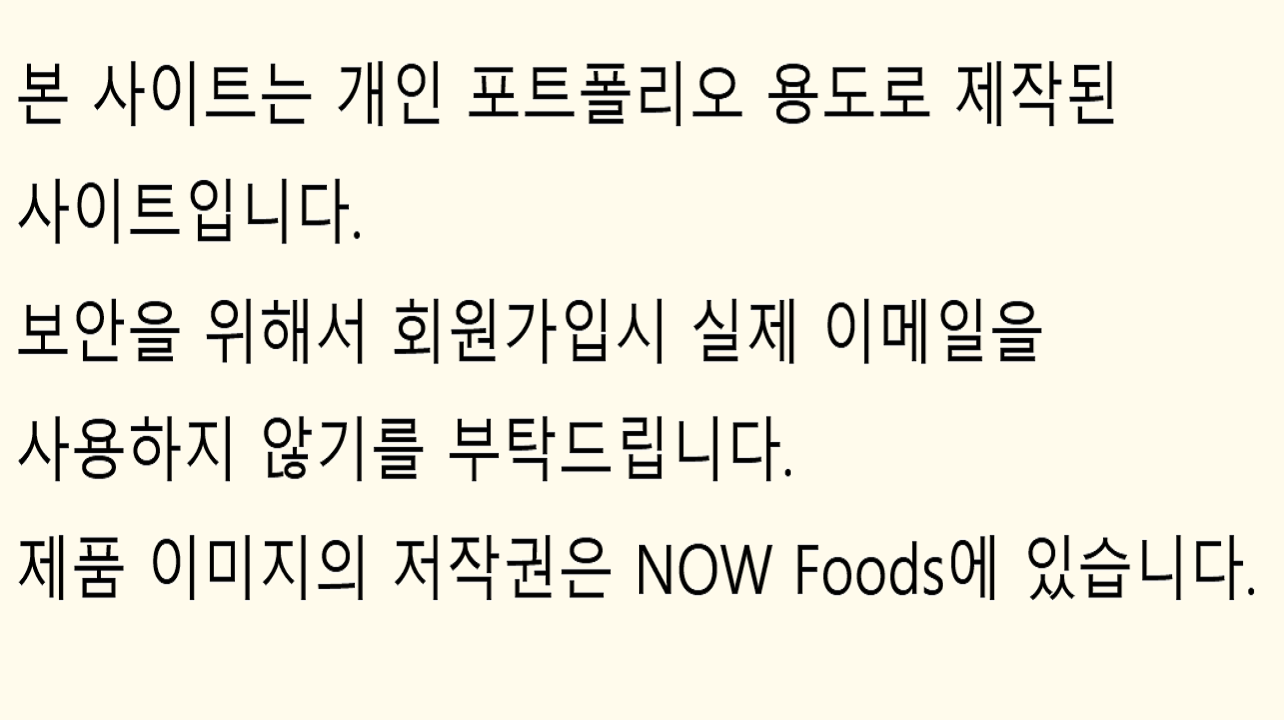 본 사이트는 개인 포트폴리오 용도로 제작된
사이트입니다.
보안을 위해서 회원가입시 실제 이메일을
사용하지 않기를 부탁드립니다.
제품 이미지의 저작권은 NOW Foods에 있습니다.